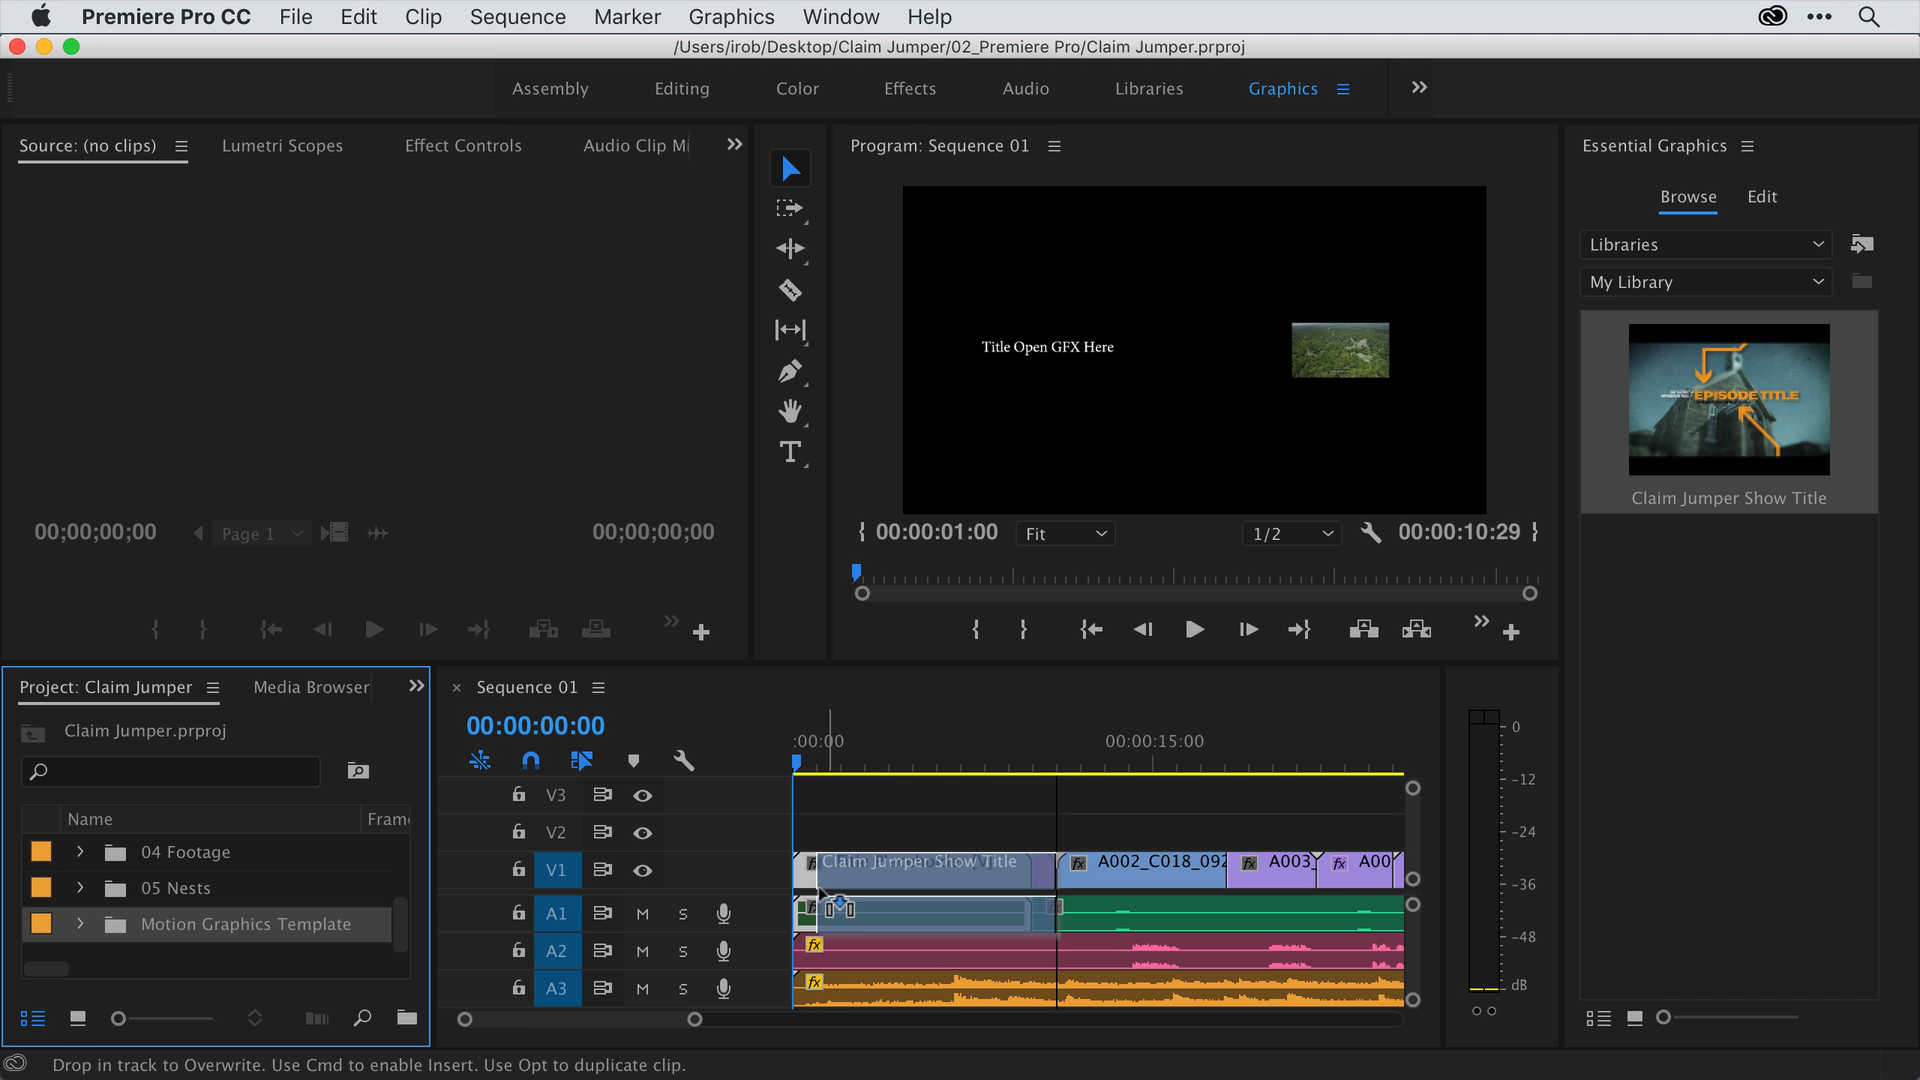 Premiere Pro CC File Edit Clip Sequence Marker Graphics Window Help
/Users/irob/Desktop/Claim Jumper/02_Premiere Pro/Claim Jumper.prproj
Assembly Editing Color Effects Audio Libraries Graphics
Source: (no clips) Lumetri Scopes Effect Controls Audio Clip Mi
Program: Sequence 01
Essential Graphics
Browse Edit
Libraries
My Library
Title Open GFX Here
EPISODE TITLE
Claim Jumper Show Title
00;00;00;00 Page 1 00;00;00;00
00:00:01:00 Fit 1/2 00:00:10:29
Project: Claim Jumper Media Browser
Sequence 01
Claim Jumper.prproj
00:00:00:00
:00:00 00:00:15:00
Name Fram
04 Footage
05 Nests
Motion Graphics Template
V3
V2
V1 fx Claim Jumper Show Title fx A002_C018_092 fx A003_ fx A00
A1 M S
A2 M S fx
A3 M S fx
0
-12
-24
-36
-48
dB
Drop in track to Overwrite. Use Cmd to enable Insert. Use Opt to duplicate clip.